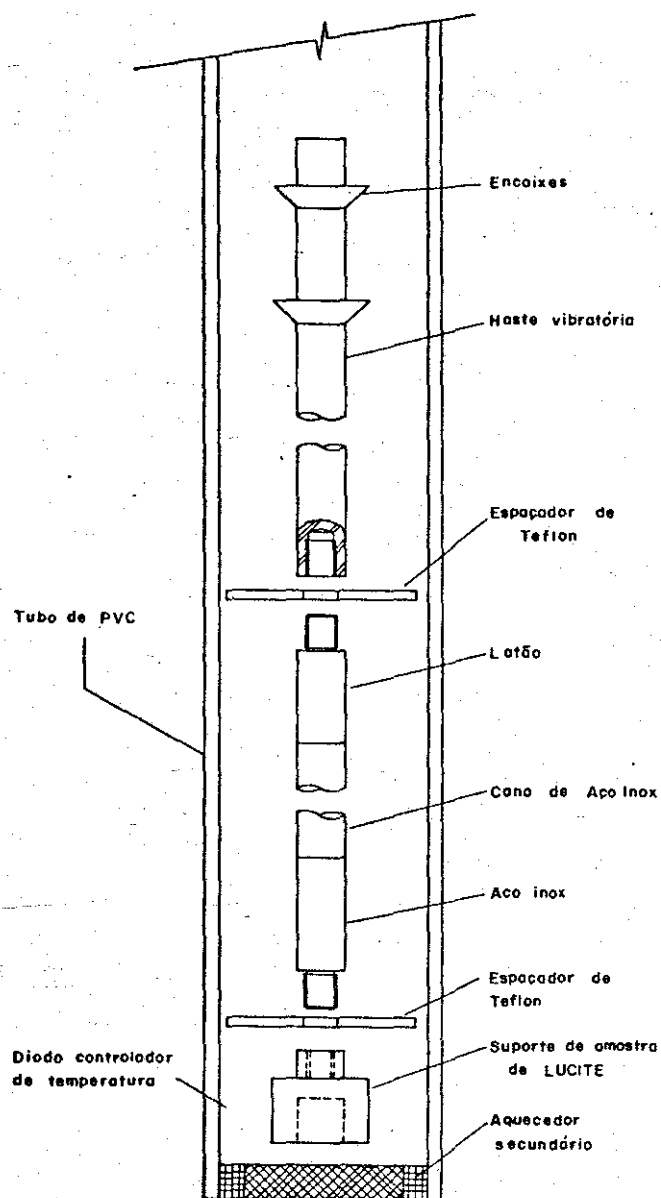 Encaixes
Haste vibratória
Espaçador de
Teflon
Tubo de PVC
Latão
Cano de Aço Inox
Aco inox
Espaçador de
Teflon
Diodo controlador
de temperatura
Suporte de amostra
de LUCITE
Aquecedor
secundário